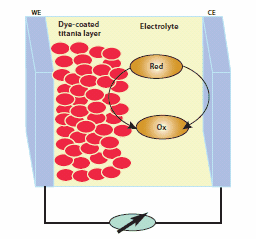 WE
CE
Dye-coated
titania layer
Electrolyte
Red
Ox